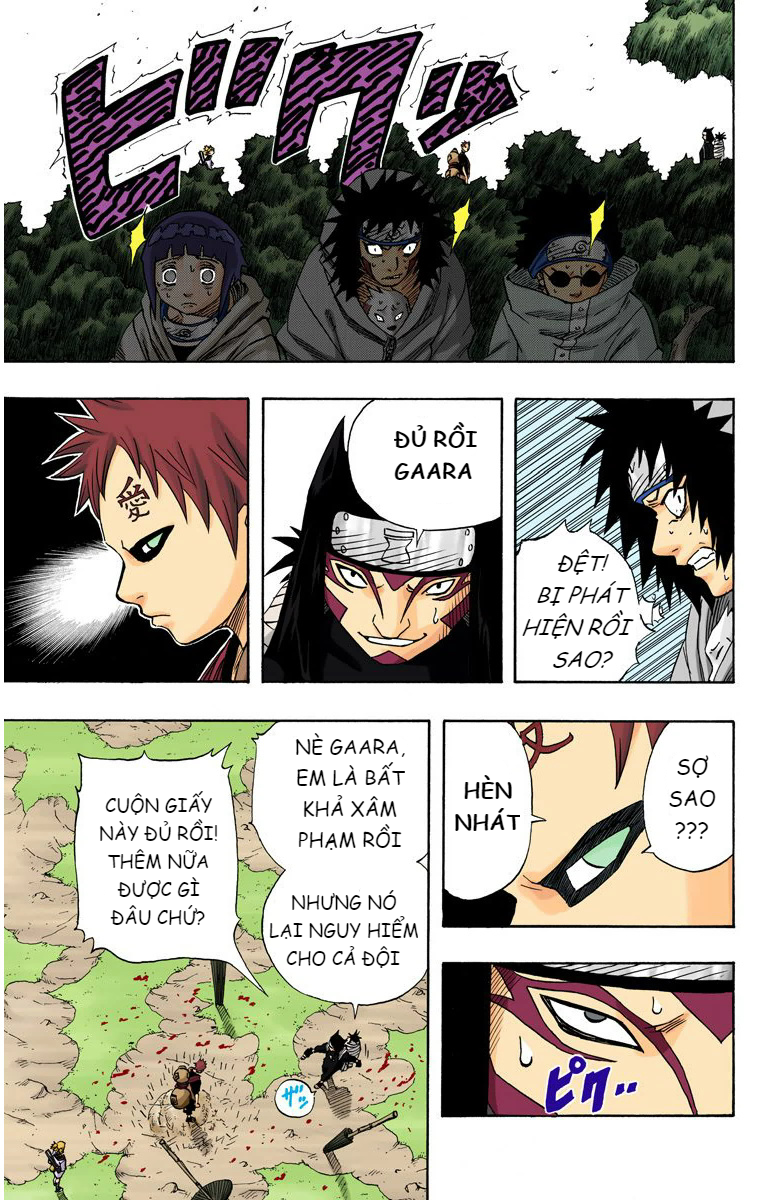 ビクッ
ĐỆT!
BỊ PHÁT
HIỆN RỒI
SAO?
ĐỦ RỒI
GAARA
愛
SỢ
SAO
???
HÈN
NHÁT
ピク..
NÈ GAARA,
EM LÀ BẤT
KHẢ XÂM
PHẠM RỒI
NHƯNG NÓ
LẠI NGUY HIỂM
CHO CẢ ĐỘI
CUỘN GIẤY
NÀY ĐỦ RỒI!
THÊM NỮA
ĐƯỢC GÌ
ĐÂU CHỨ?
ザッ